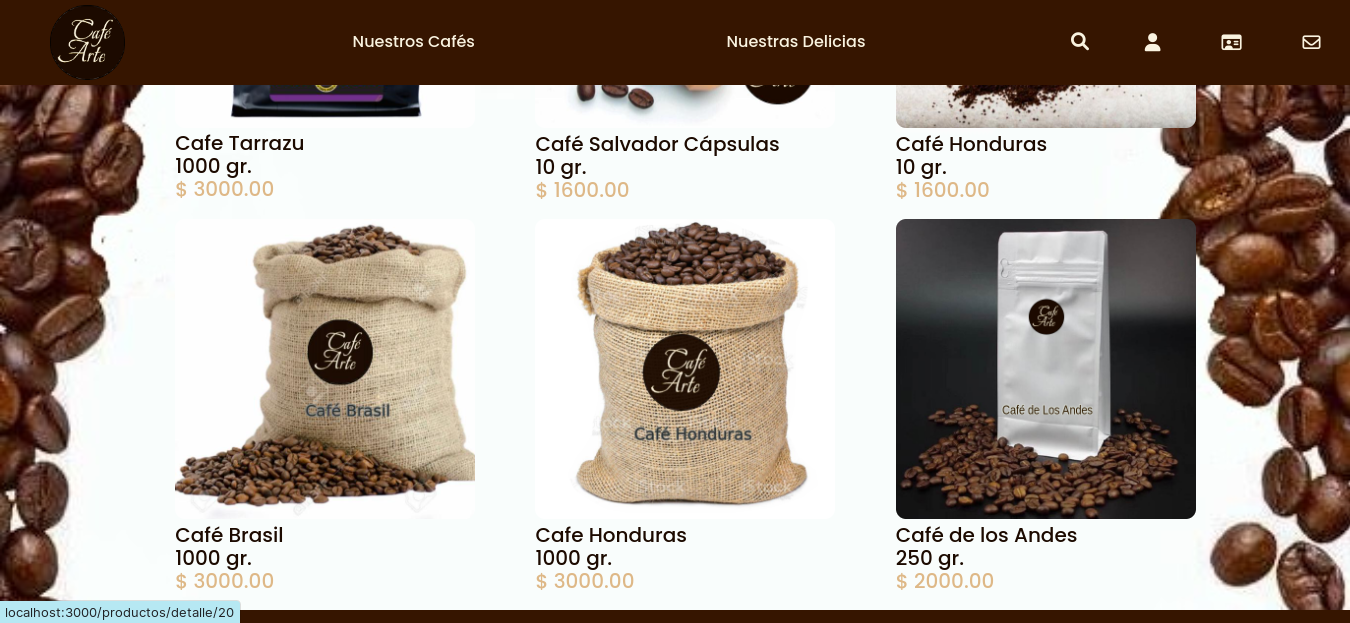 Café
Arte
Nuestros Cafés
Nuestras Delicias
Cafe Tarrazu
1000 gr.
$ 3000.00
Café Salvador Cápsulas
10 gr.
$ 1600.00
Café Honduras
10 gr.
$ 1600.00
Café
Arte
Café Brasil
Café
Arte
Café Honduras
Stock
Stock
Stock
Café
Arte
Café de Los Andes
Café Brasil
1000 gr.
$ 3000.00
Cafe Honduras
1000 gr.
$ 3000.00
Café de los Andes
250 gr.
$ 2000.00
localhost:3000/productos/detalle/20